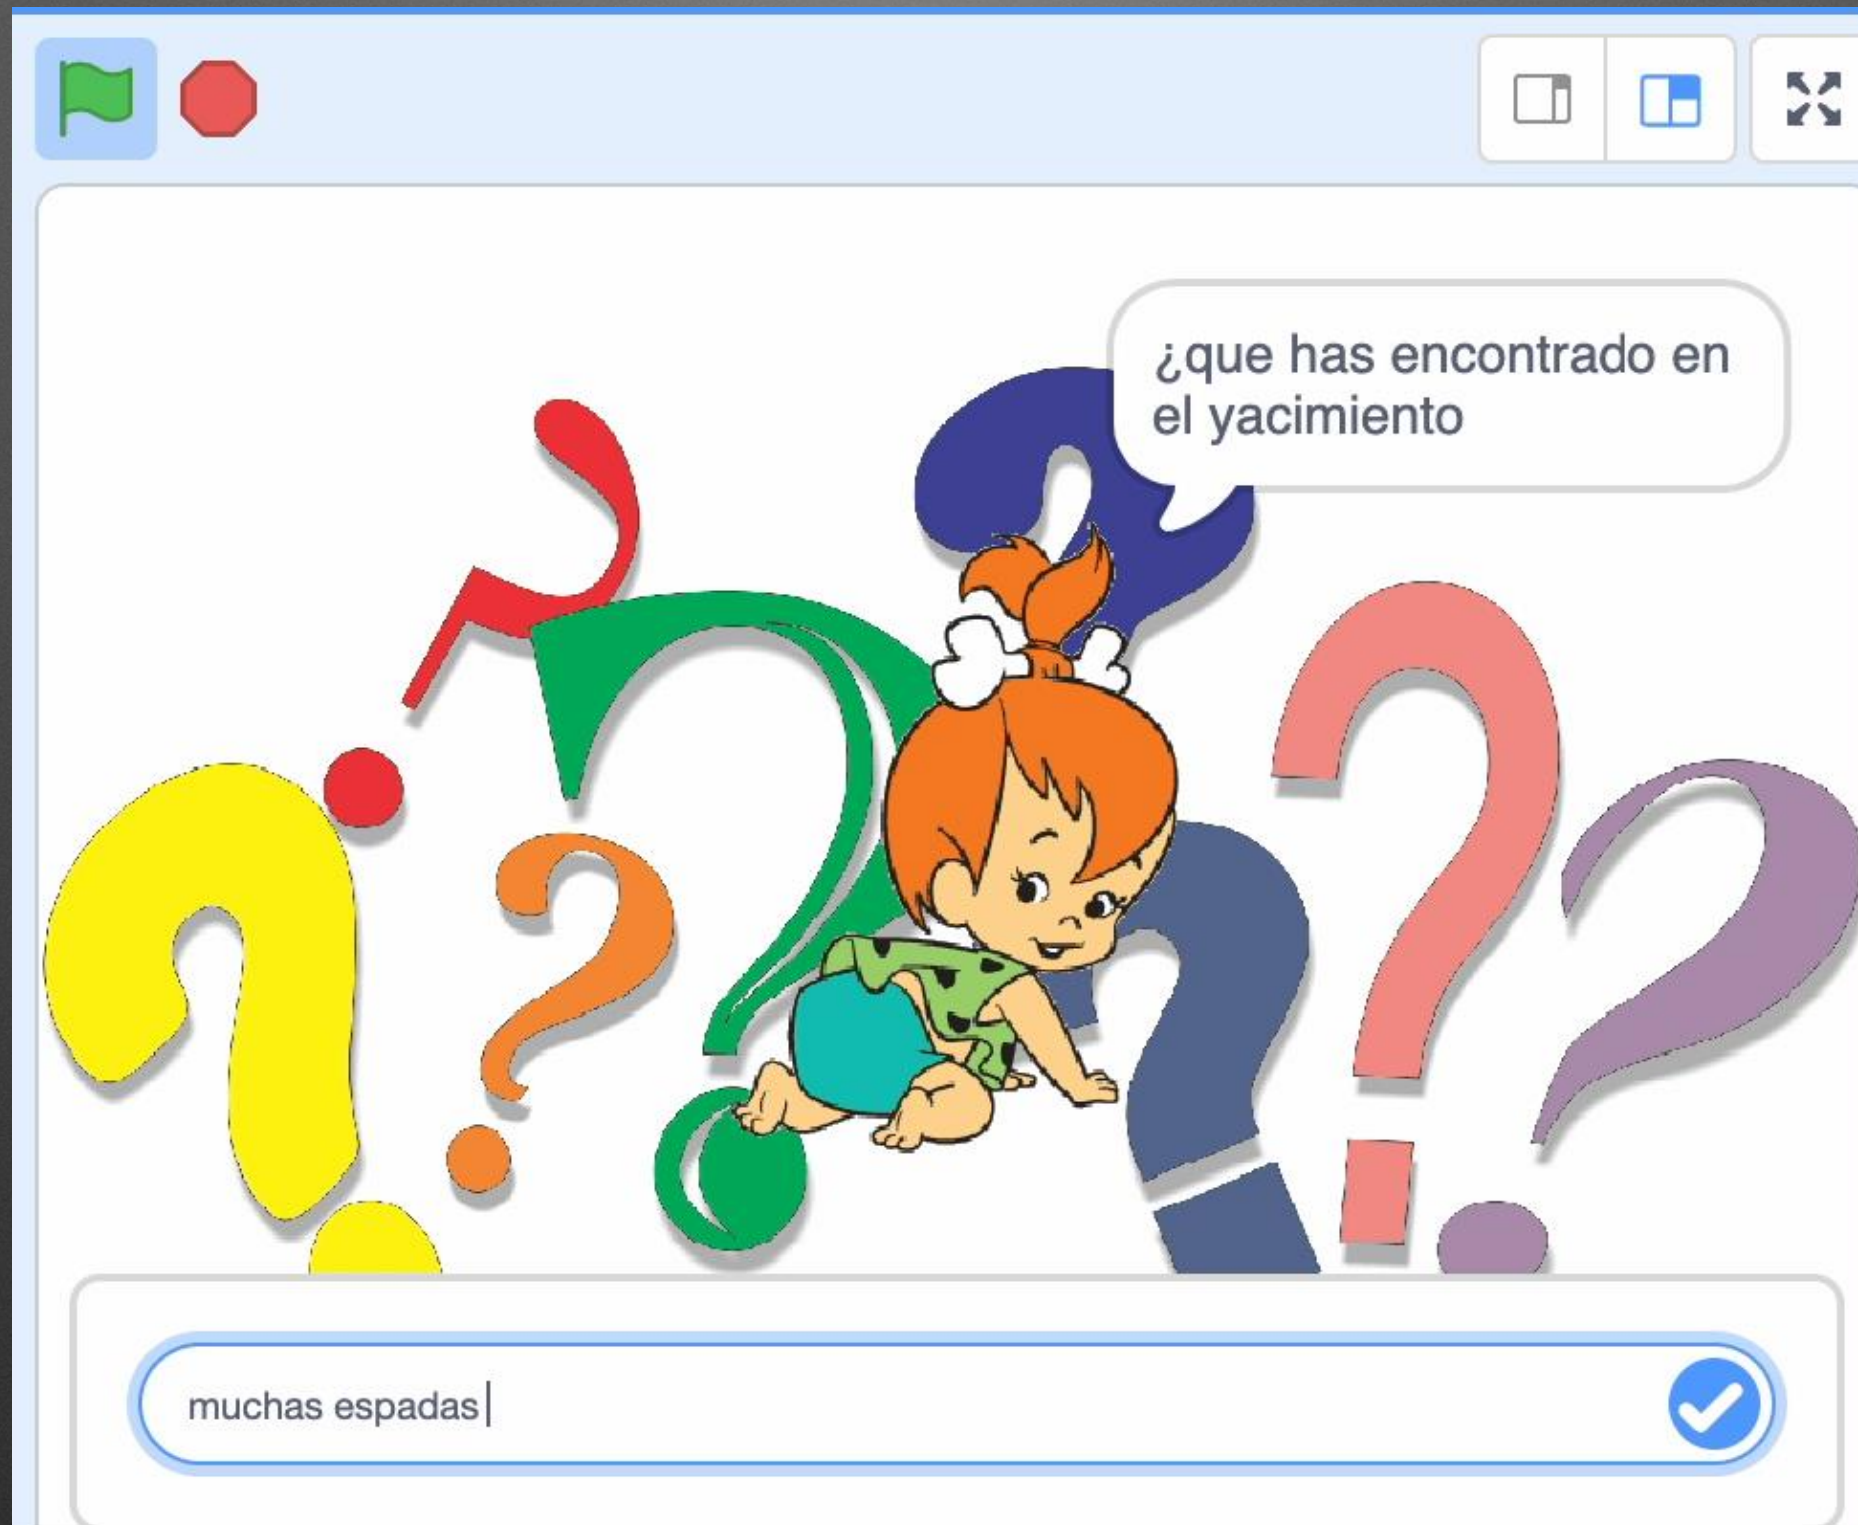 ¿que has encontrado en
el yacimiento
muchas espadas